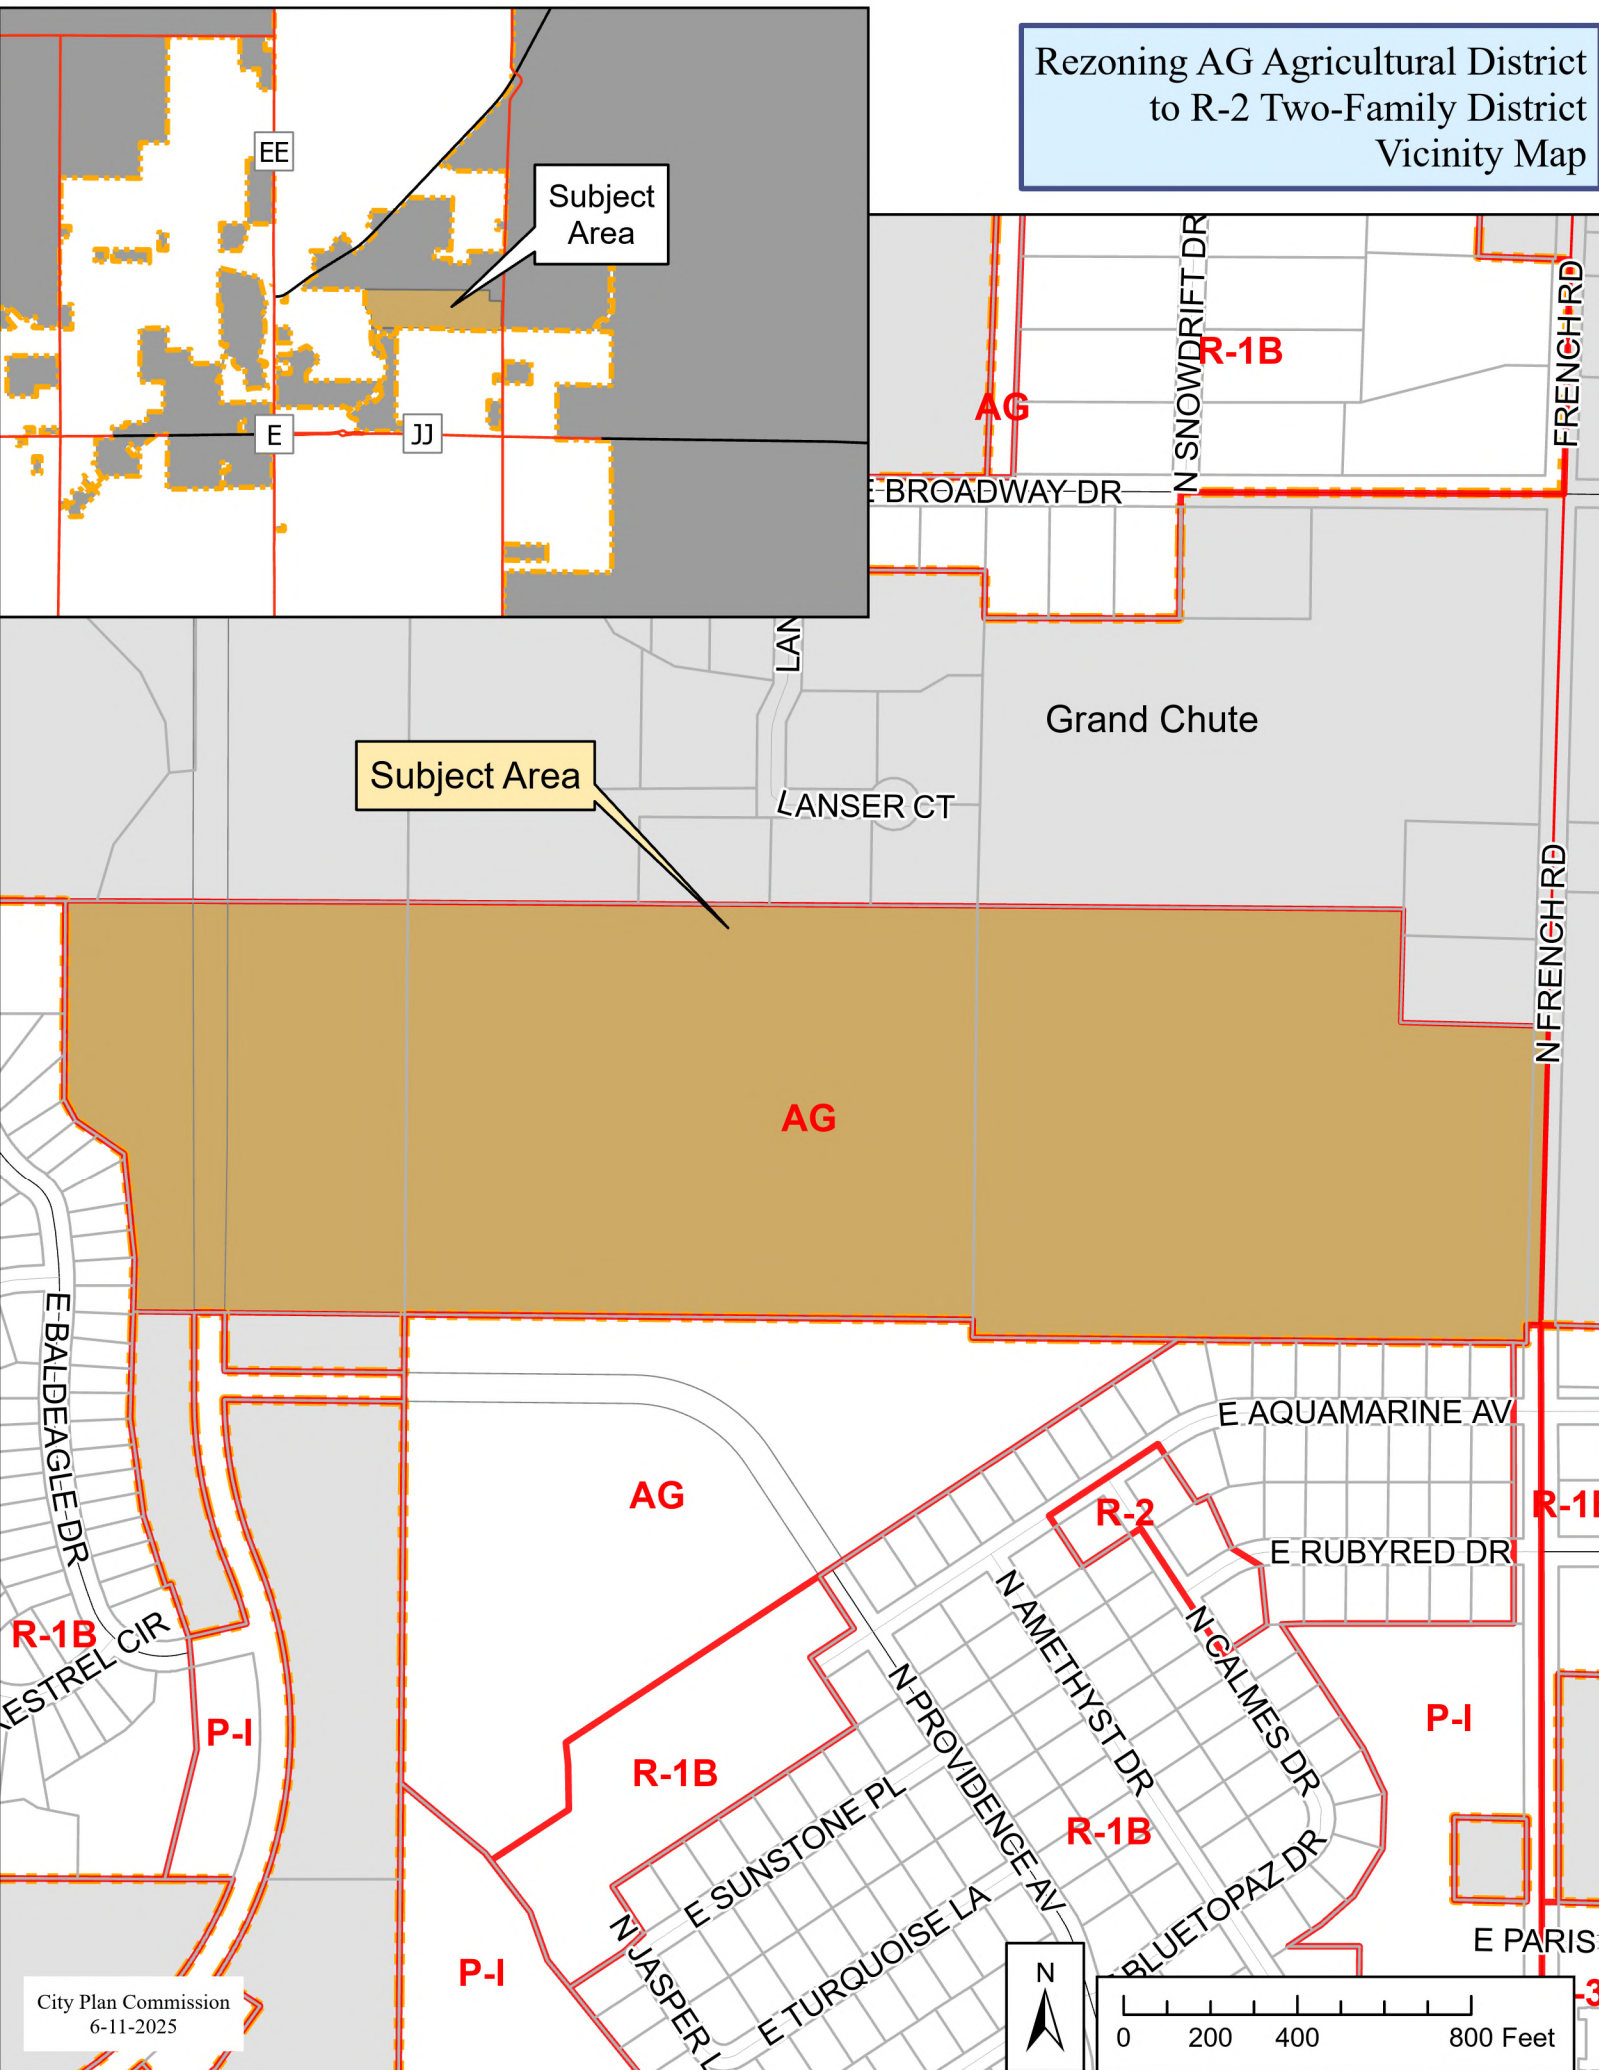 Rezoning AG Agricultural District
to R-2 Two-Family District
Vicinity Map
EE
Subject
Area
E
JJ
N SNOWDRIFT DR
FRENCH RD
R-1B
AG
E BROADWAY DR
LAN
Grand Chute
Subject Area
LANSER CT
N FRENCH RD
AG
E BALDEAGLE DR
E AQUAMARINE AV
AG
R-2
E RUBYRED DR
R-1B
CIR
P-I
N AMETHYST DR
N CALMES DR
N PROVIDENCE AV
P-I
R-1B
E SUNSTONE PL
R-1B
BLUETOPAZ DR
E TURQUOISE LA
N JASPER L
P-I
E PARIS
-3
City Plan Commission
6-11-2025
N
0 200 400 800 Feet